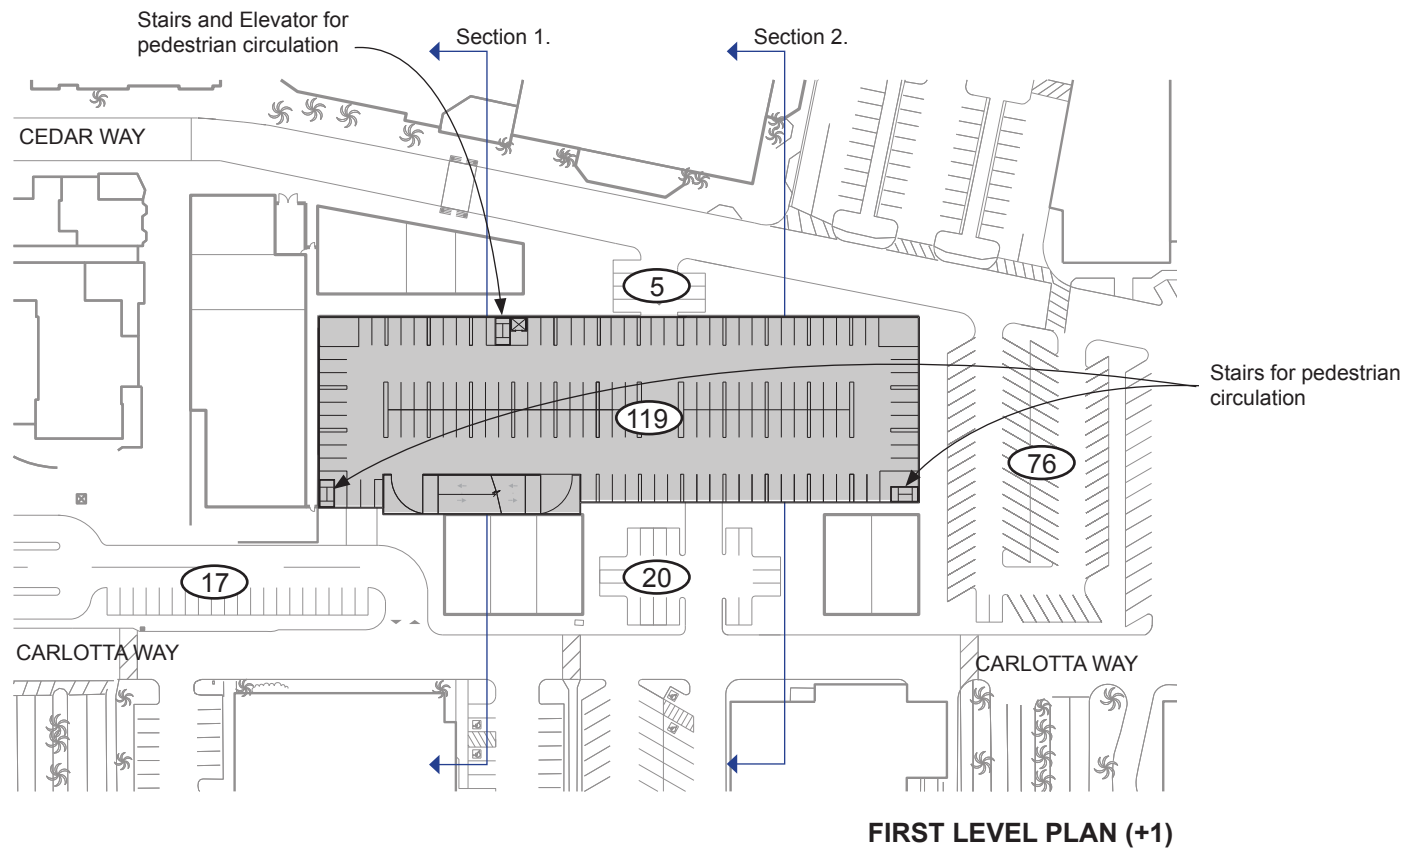 Stairs and Elevator for
pedestrian circulation
Section 1.
Section 2.
CEDAR WAY
5
Stairs for pedestrian
circulation
119
76
17
20
CARLOTTA WAY
CARLOTTA WAY
FIRST LEVEL PLAN (+1)